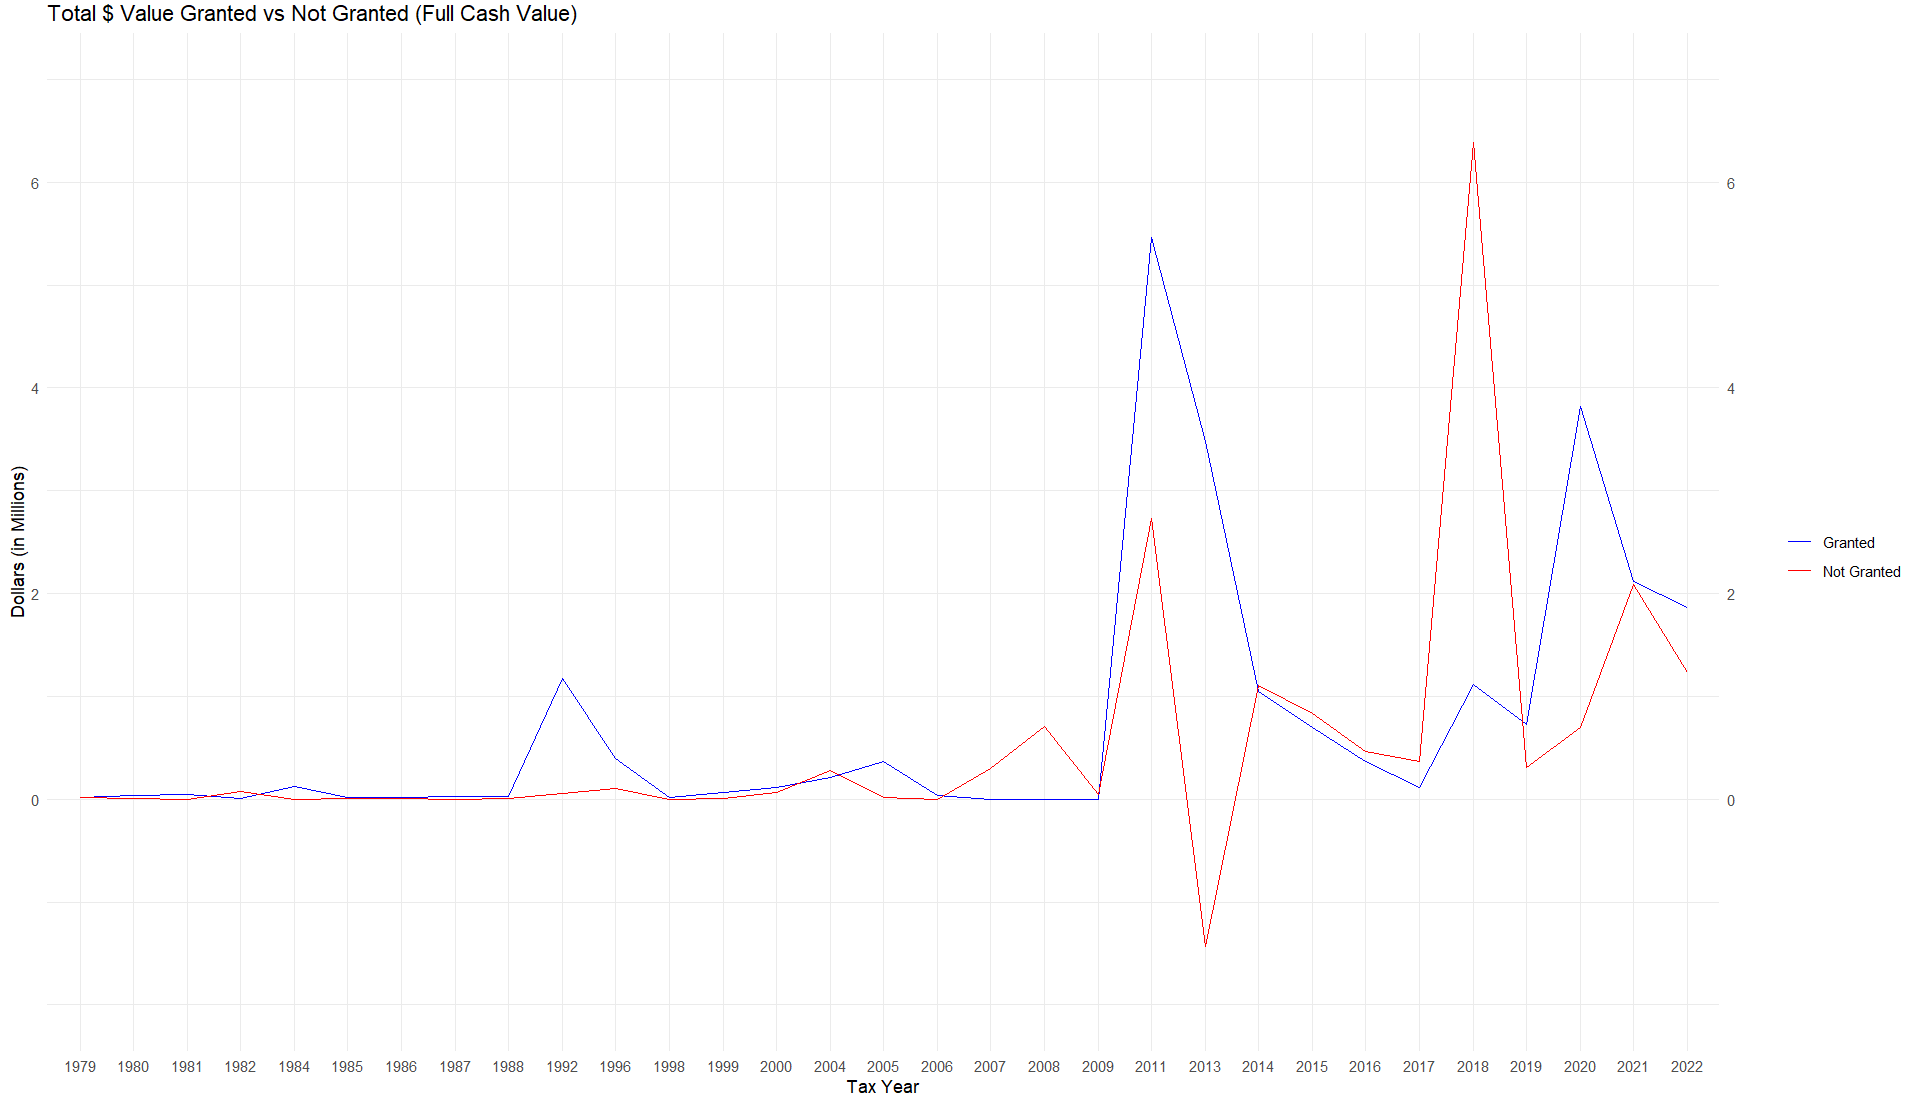 Total $ Value Granted vs Not Granted (Full Cash Value)
6
4
2
0
Dollars (in Millions)
6
4
2
0
Granted
Not Granted
1979 1980 1981 1982 1984 1985 1986 1987 1988 1992 1996 1998 1999 2000 2004 2005 2006 2007 2008 2009 2011 2013 2014 2015 2016 2017 2018 2019 2020 2021 2022
Tax Year